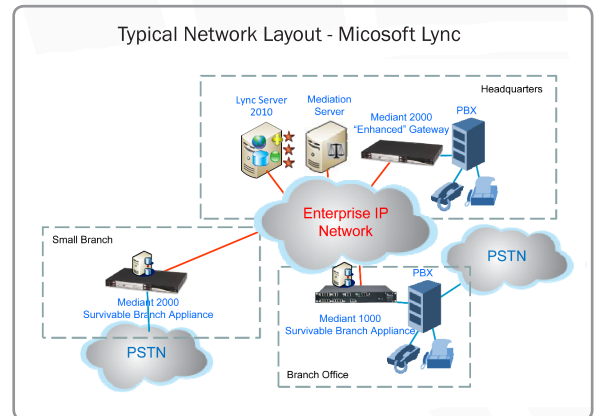 Typical Network Layout - Micosoft Lync
Headquarters
Lync Server
2010
Mediation
Server
Mediant 2000
“Enhanced” Gateway
PBX
Enterprise IP
Network
Small Branch
Mediant 2000
Survivable Branch Appliance
PSTN
PSTN
PBX
Mediant 1000
Survivable Branch Appliance
Branch Office